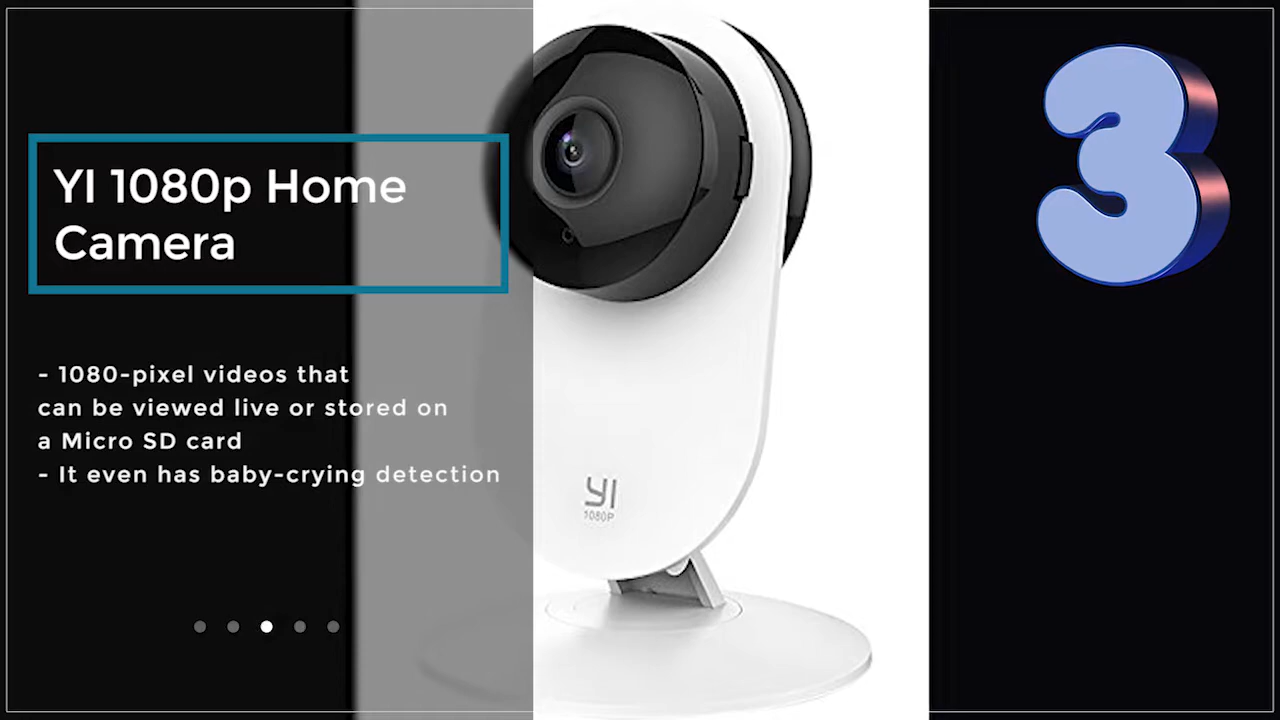 YI 1080p Home
Camera
3
- 1080-pixel videos that
can be viewed live or stored on
a Micro SD card
- It even has baby-crying detection
YI
1080P